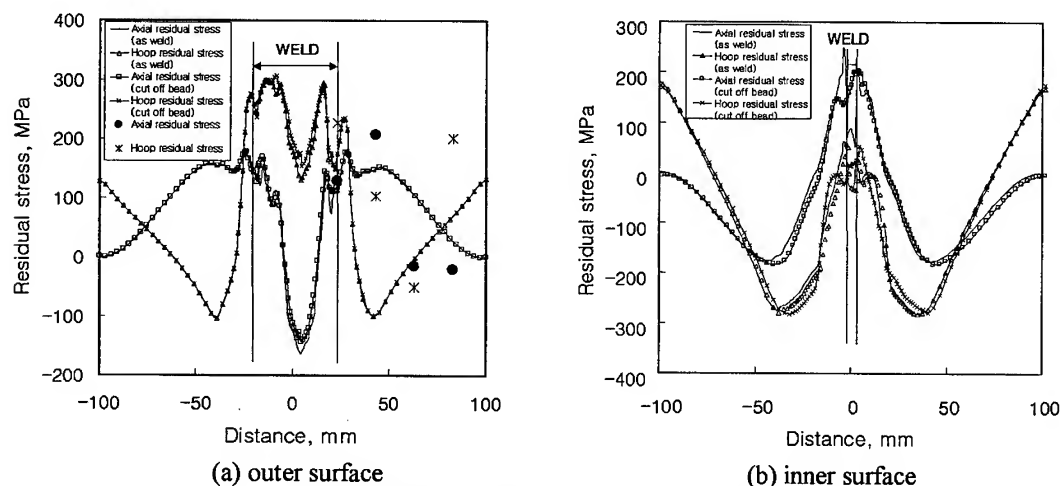 400
300
200
100
0
-100
-200
Residual stress, MPa
Axial residual stress
(as weld)
Hoop residual stress
(as weld)
Axial residual stress
(cut off bead)
Hoop residual stress
(cut off bead)
Axial residual stress
Hoop residual stress
WELD
-100
-50
0
50
100
Distance, mm
(a) outer surface
300
200
100
0
-100
-200
-300
-400
Residual stress, MPa
Axial residual stress
(as weld)
Hoop residual stress
(as weld)
Axial residual stress
(cut off bead)
Hoop residual stress
(cut off bead)
WELD
-100
-50
0
50
100
Distance, mm
(b) inner surface